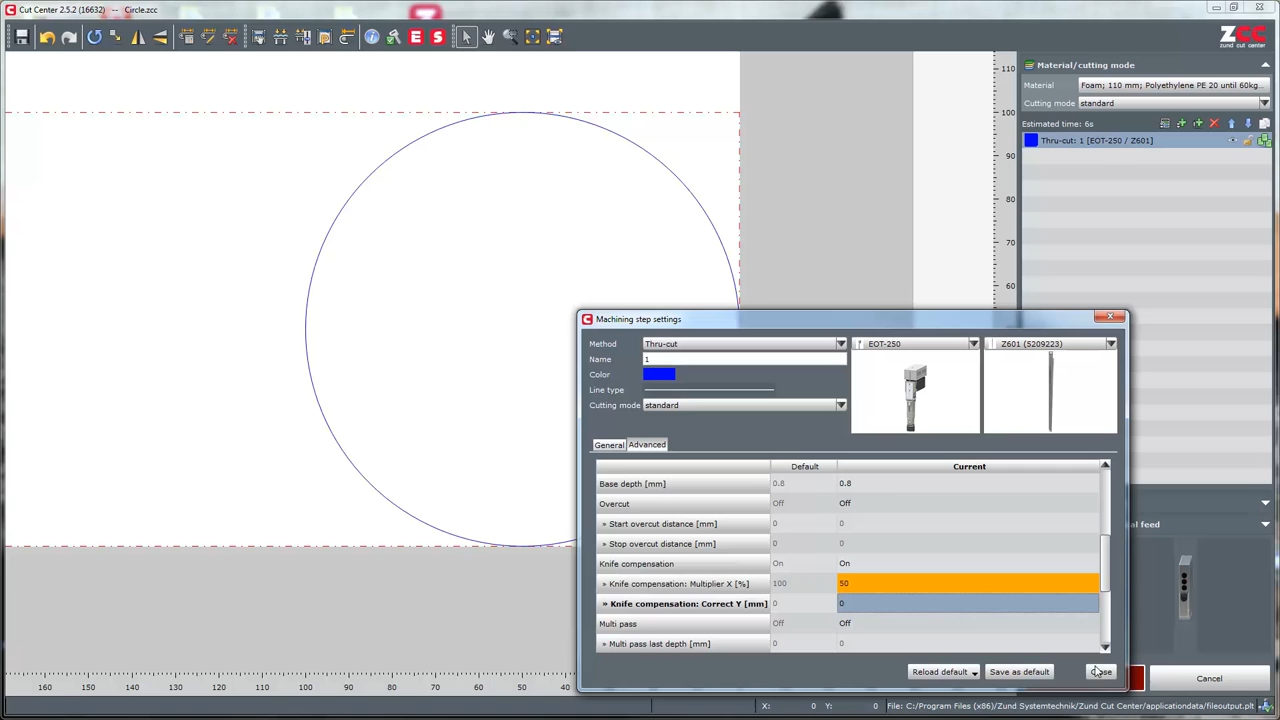 Cut Center 2.5.2 (16632) -- Circle.zcc
E S
ZCC
zünd cut center
Material/cutting mode
Material Foam; 110 mm; Polyethylene PE 20 until 60kg...
Cutting mode standard
Estimated time: 6s
Thru-cut: 1 [EOT-250 / Z601]
110
100
90
80
70
60
Machining step settings
Method Thru-cut
EOT-250
Z601 (5209223)
Name 1
Color
Line type
Cutting mode standard
General Advanced
Default Current
Base depth [mm] 0.8 0.8
Overcut Off Off
» Start overcut distance [mm] 0 0
» Stop overcut distance [mm] 0 0
Knife compensation On On
» Knife compensation: Multiplier X [%] 100 50
» Knife compensation: Correct Y [mm] 0 0
Multi pass Off Off
» Multi pass last depth [mm] 0 0
Reload default Save as default Close
al feed
Cancel
160 140 130 120 110 100 90 80 70 60 50 40
X: 0 Y: 0 File: C:/Program Files (x86)/Zund Systemtechnik/Zund Cut Center/applicationdata/fileoutput.plt